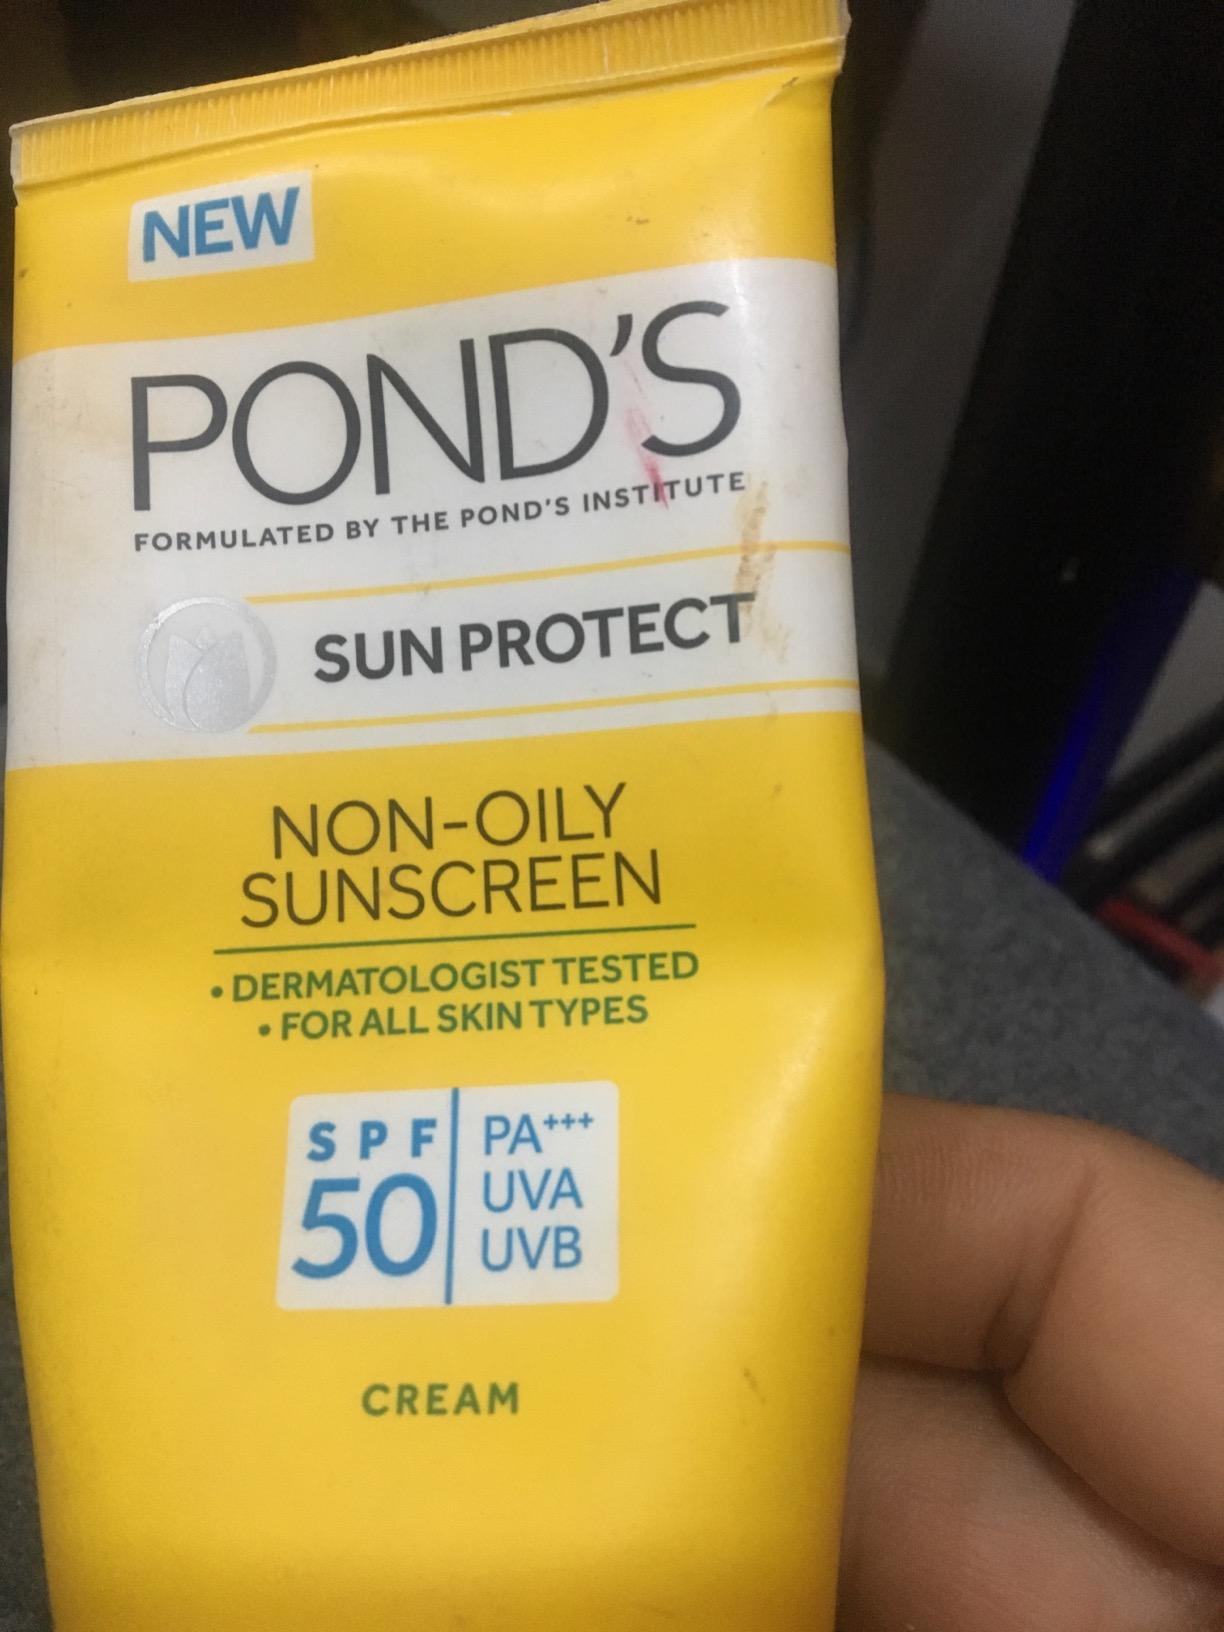 NEW
POND'S
FORMULATED BY THE POND'S INSTITUTE
SUN PROTECT
NON-OILY
SUNSCREEN
• DERMATOLOGIST TESTED
• FOR ALL SKIN TYPES
SPF
50
PA+++
UVA
UVB
CREAM